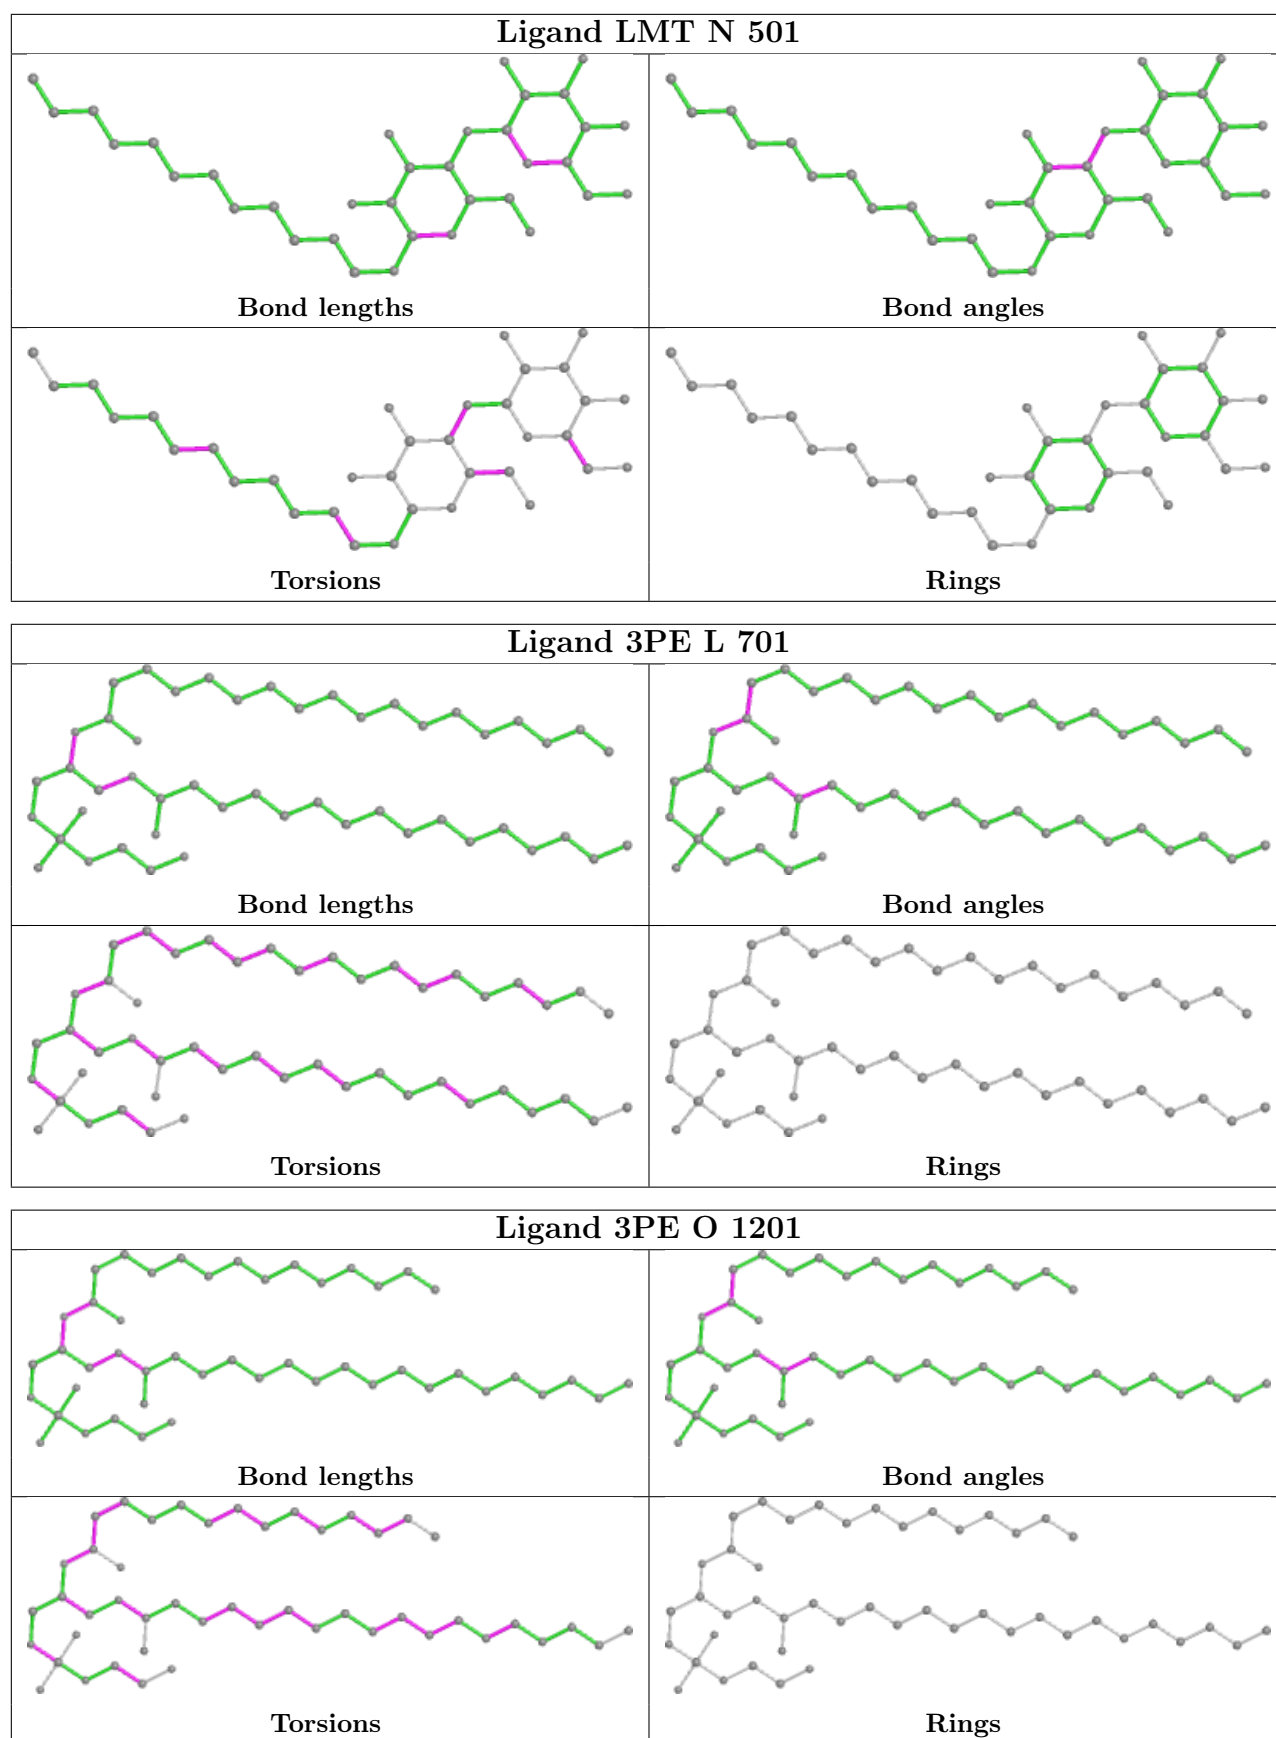 Ligand LMT N 501
Bond lengths
Bond angles
Torsions
Rings
Ligand 3PE L 701
Bond lengths
Bond angles
Torsions
Rings
Ligand 3PE O 1201
Bond lengths
Bond angles
Torsions
Rings